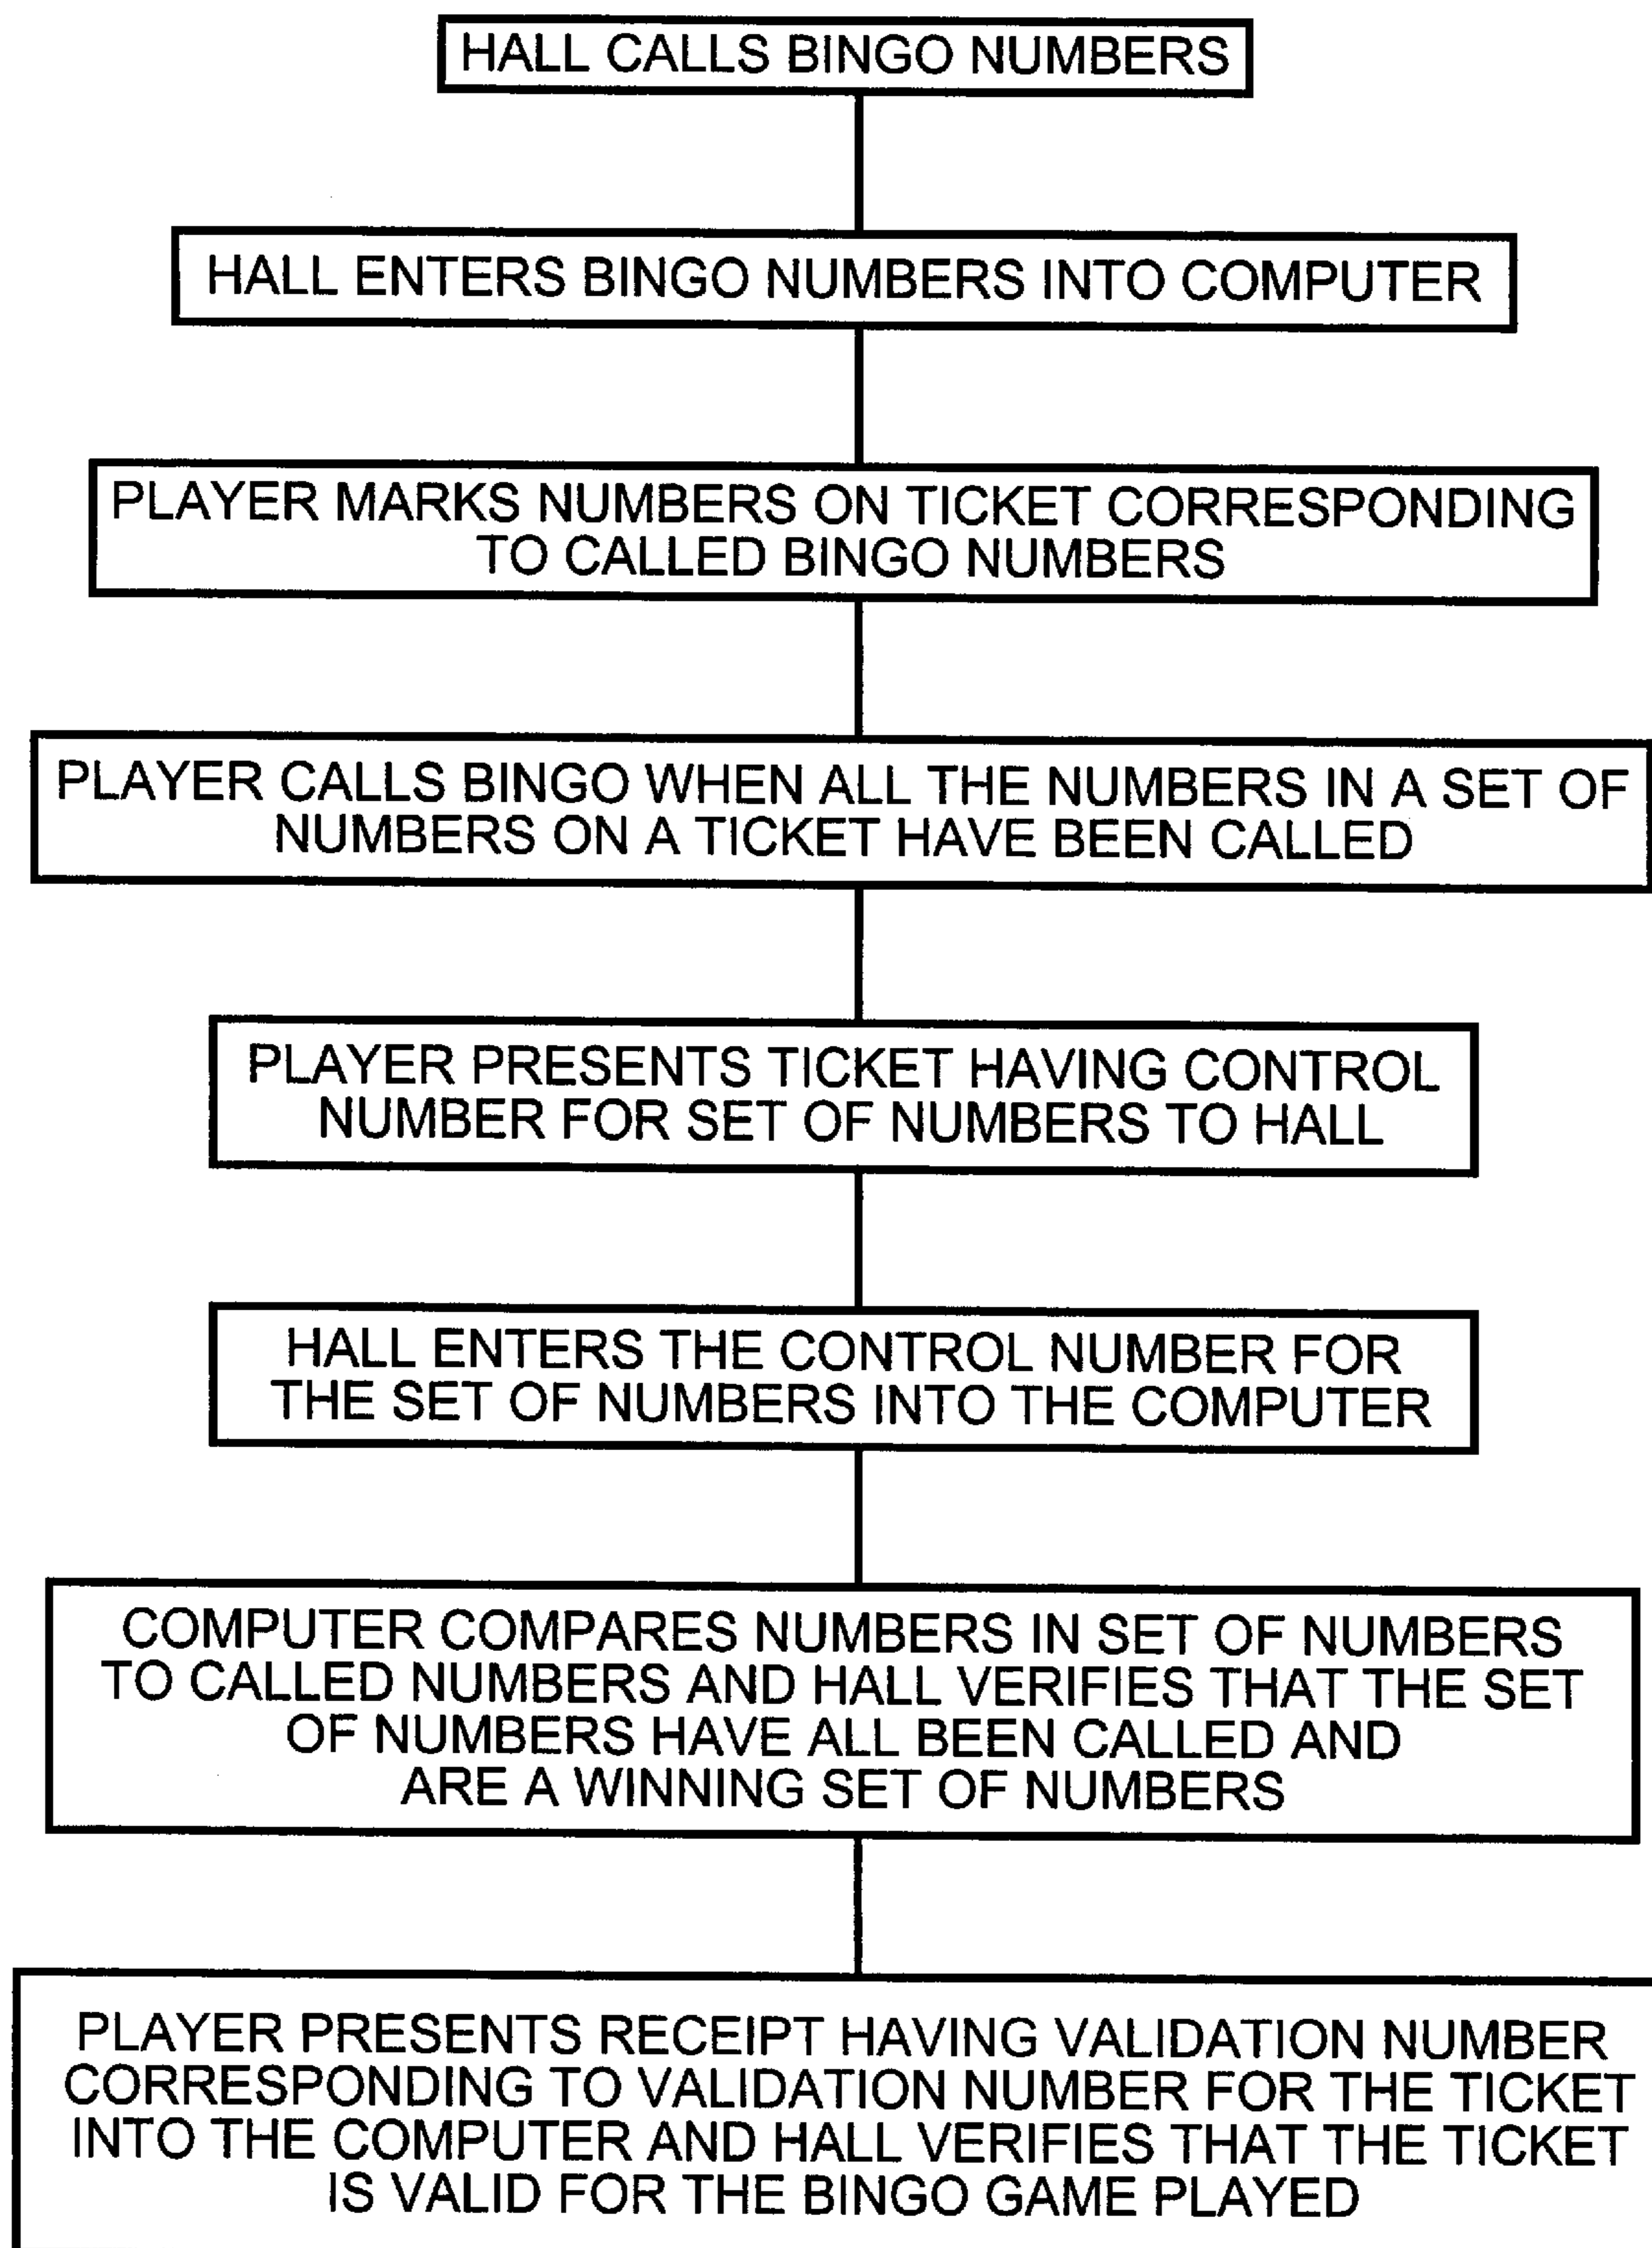 HALL CALLS BINGO NUMBERS
HALL ENTERS BINGO NUMBERS INTO COMPUTER
PLAYER MARKS NUMBERS ON TICKET CORRESPONDING
TO CALLED BINGO NUMBERS
PLAYER CALLS BINGO WHEN ALL THE NUMBERS IN A SET OF
NUMBERS ON A TICKET HAVE BEEN CALLED
PLAYER PRESENTS TICKET HAVING CONTROL
NUMBER FOR SET OF NUMBERS TO HALL
HALL ENTERS THE CONTROL NUMBER FOR
THE SET OF NUMBERS INTO THE COMPUTER
COMPUTER COMPARES NUMBERS IN SET OF NUMBERS
TO CALLED NUMBERS AND HALL VERIFIES THAT THE SET
OF NUMBERS HAVE ALL BEEN CALLED AND
ARE A WINNING SET OF NUMBERS
PLAYER PRESENTS RECEIPT HAVING VALIDATION NUMBER
CORRESPONDING TO VALIDATION NUMBER FOR THE TICKET
INTO THE COMPUTER AND HALL VERIFIES THAT THE TICKET
IS VALID FOR THE BINGO GAME PLAYED